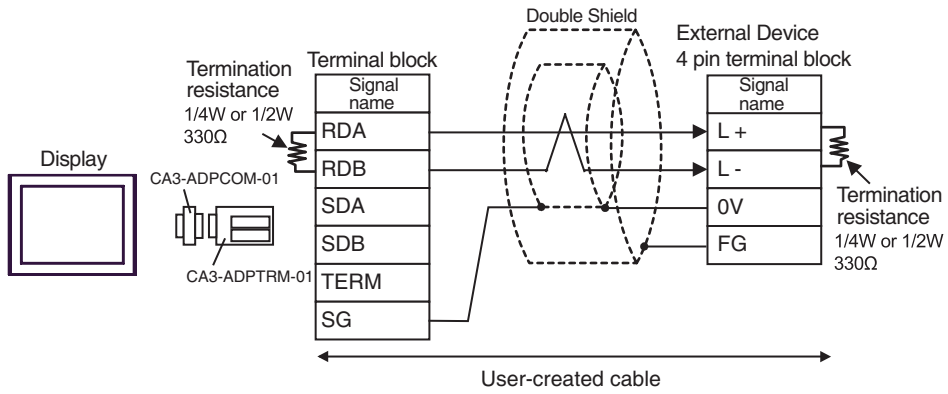 Double Shield
External Device
4 pin terminal block
Terminal block
Termination
resistance
1/4W or 1/2W
330Ω
Signal
name
RDA
RDB
SDA
SDB
TERM
SG
Signal
name
L +
L -
0V
FG
Display
CA3-ADPCOM-01
CA3-ADPTRM-01
Termination
resistance
1/4W or 1/2W
330Ω
User-created cable